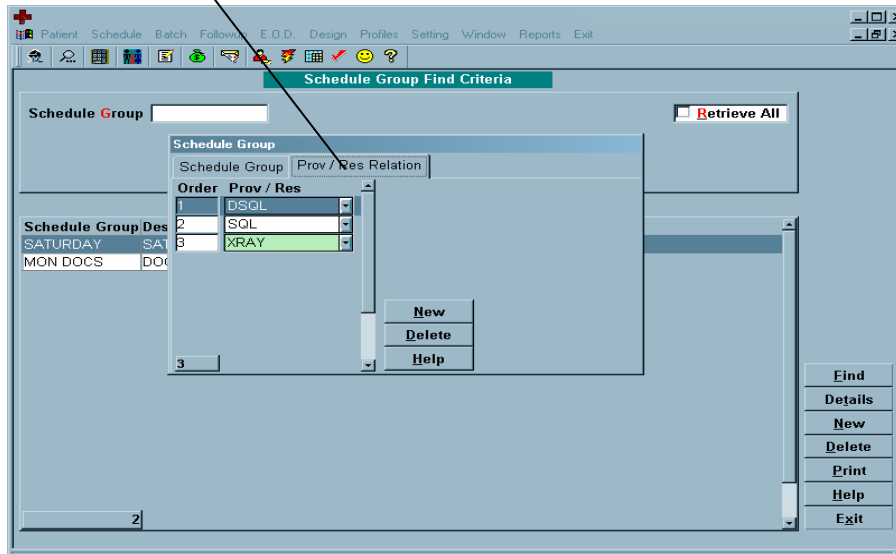 Patient Schedule Batch Followup E.O.D. Design Profiles Setting Window Reports Exit
Schedule Group Find Criteria
Schedule Group
Retrieve All
Schedule Group
Schedule Group Prov / Res Relation
Order Prov / Res
1 DSQL
2 SQL
3 XRAY
New
Delete
Help
3
Schedule Group Des
SATURDAY SAT
MON DOCS DOC
2
Find
Details
New
Delete
Print
Help
Exit